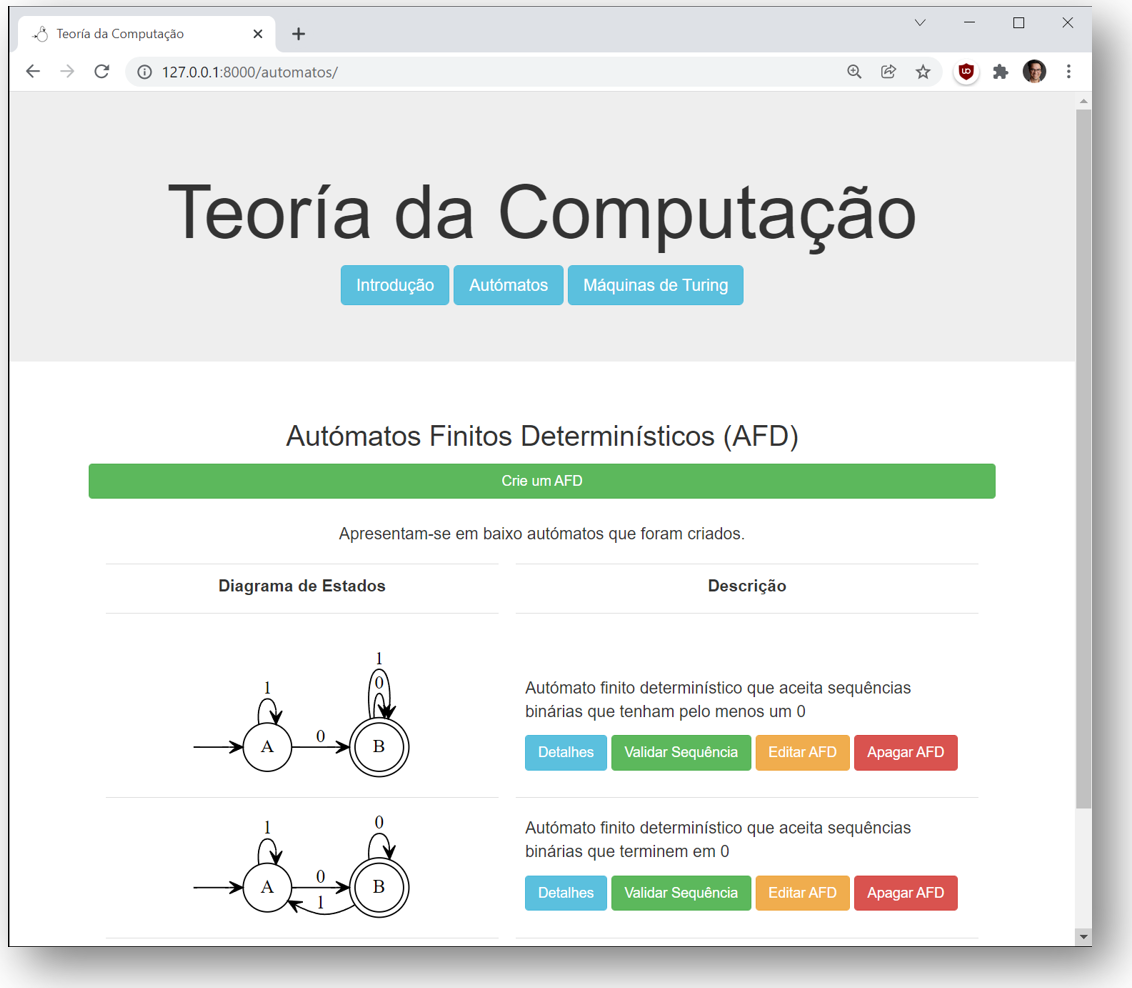 Teoría da Computação
127.0.0.1:8000/automatos/
Teoría da Computação
Introdução Autómatos Máquinas de Turing
Autómatos Finitos Determinísticos (AFD)
Crie um AFD
Apresentam-se em baixo autómatos que foram criados.
Diagrama de Estados Descrição
1
0
1
A 0 B
Autómato finito determinístico que aceita sequências
binárias que tenham pelo menos um 0
Detalhes Validar Sequência Editar AFD Apagar AFD
1 0
A 0 B
1
Autómato finito determinístico que aceita sequências
binárias que terminem em 0
Detalhes Validar Sequência Editar AFD Apagar AFD